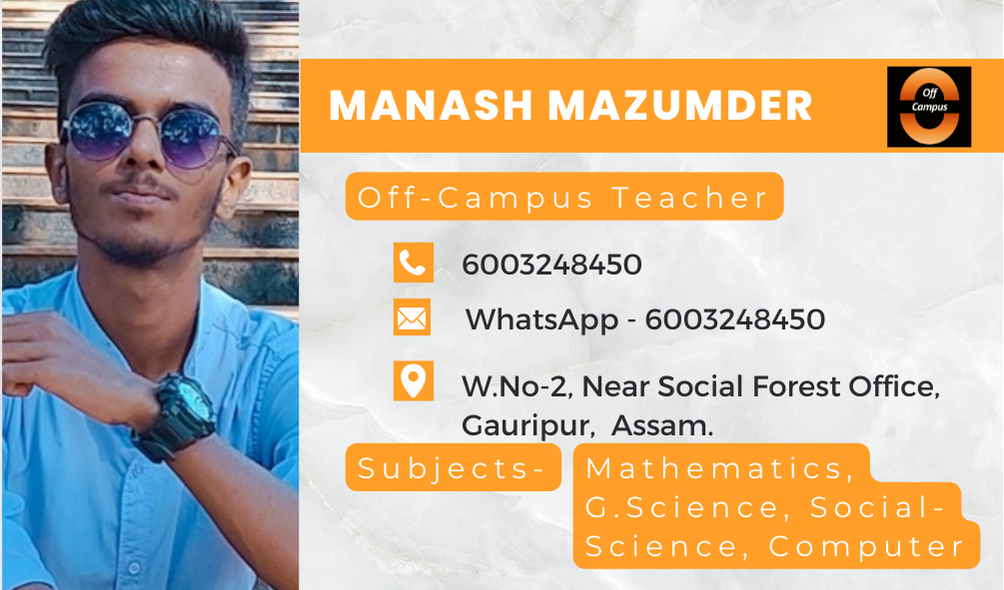 MANASH MAZUMDER
Off
Campus
Off-Campus Teacher
6003248450
WhatsApp - 6003248450
W.No-2, Near Social Forest Office,
Gauripur, Assam.
Subjects-
Mathematics,
G.Science, Social-
Science, Computer